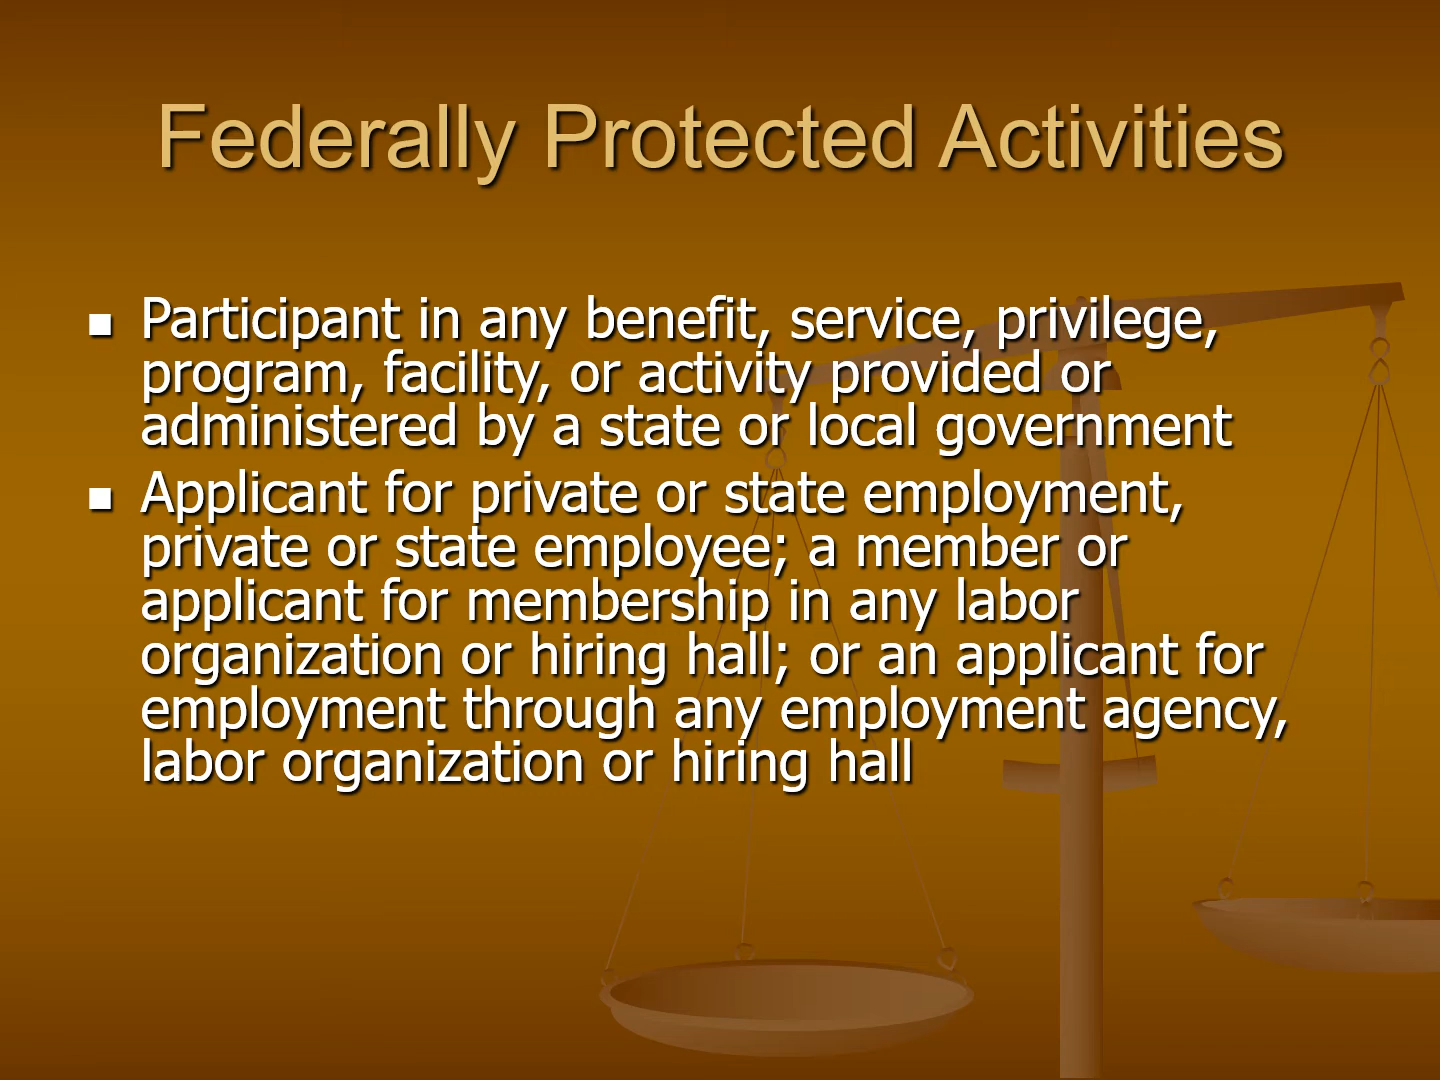 Federally Protected Activities
Participant in any benefit, service, privilege,
program, facility, or activity provided or
administered by a state or local government
Applicant for private or state employment,
private or state employee; a member or
applicant for membership in any labor
organization or hiring hall; or an applicant for
employment through any employment agency,
labor organization or hiring hall